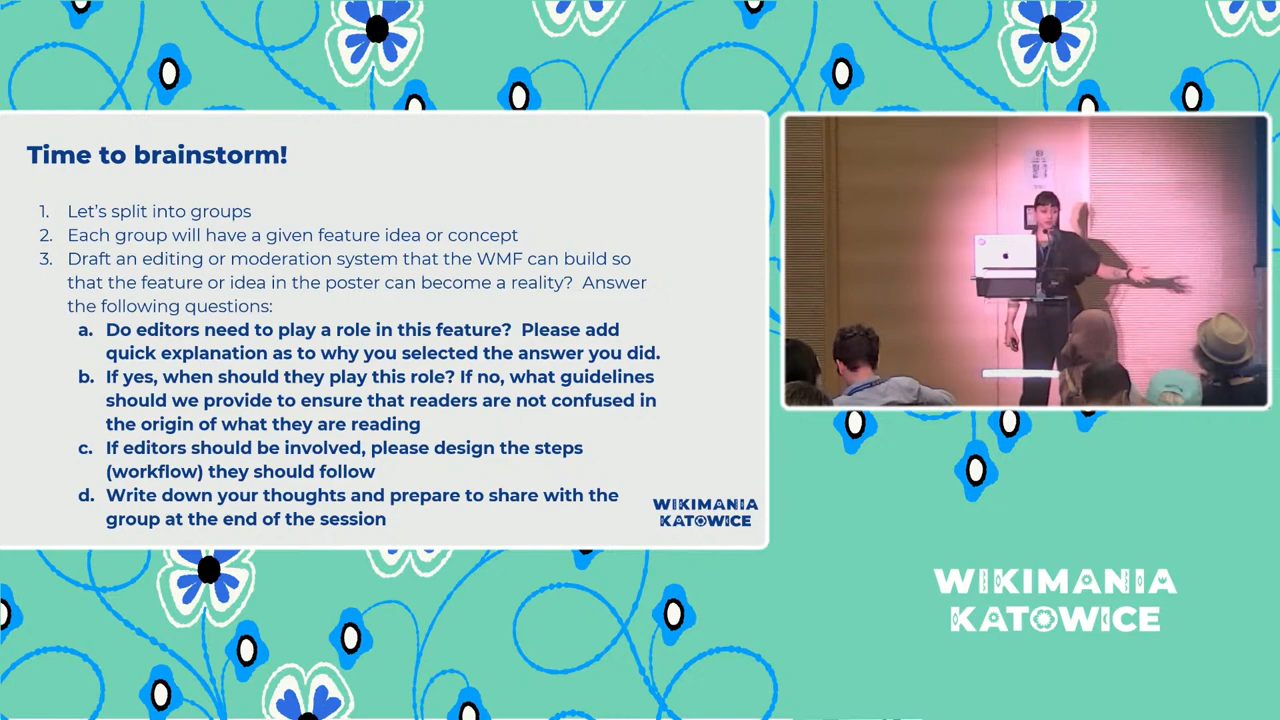 Time to brainstorm!
1. Let's split into groups
2. Each group will have a given feature idea or concept
3. Draft an editing or moderation system that the WMF can build so
that the feature or idea in the poster can become a reality?  Answer
the following questions:
a. Do editors need to play a role in this feature?  Please add
quick explanation as to why you selected the answer you did.
b. If yes, when should they play this role? If no, what guidelines
should we provide to ensure that readers are not confused in
the origin of what they are reading
c. If editors should be involved, please design the steps
(workflow) they should follow
d. Write down your thoughts and prepare to share with the
group at the end of the session
WIKIMANIA
KATOWICE
WIKIMANIA
KATOWICE